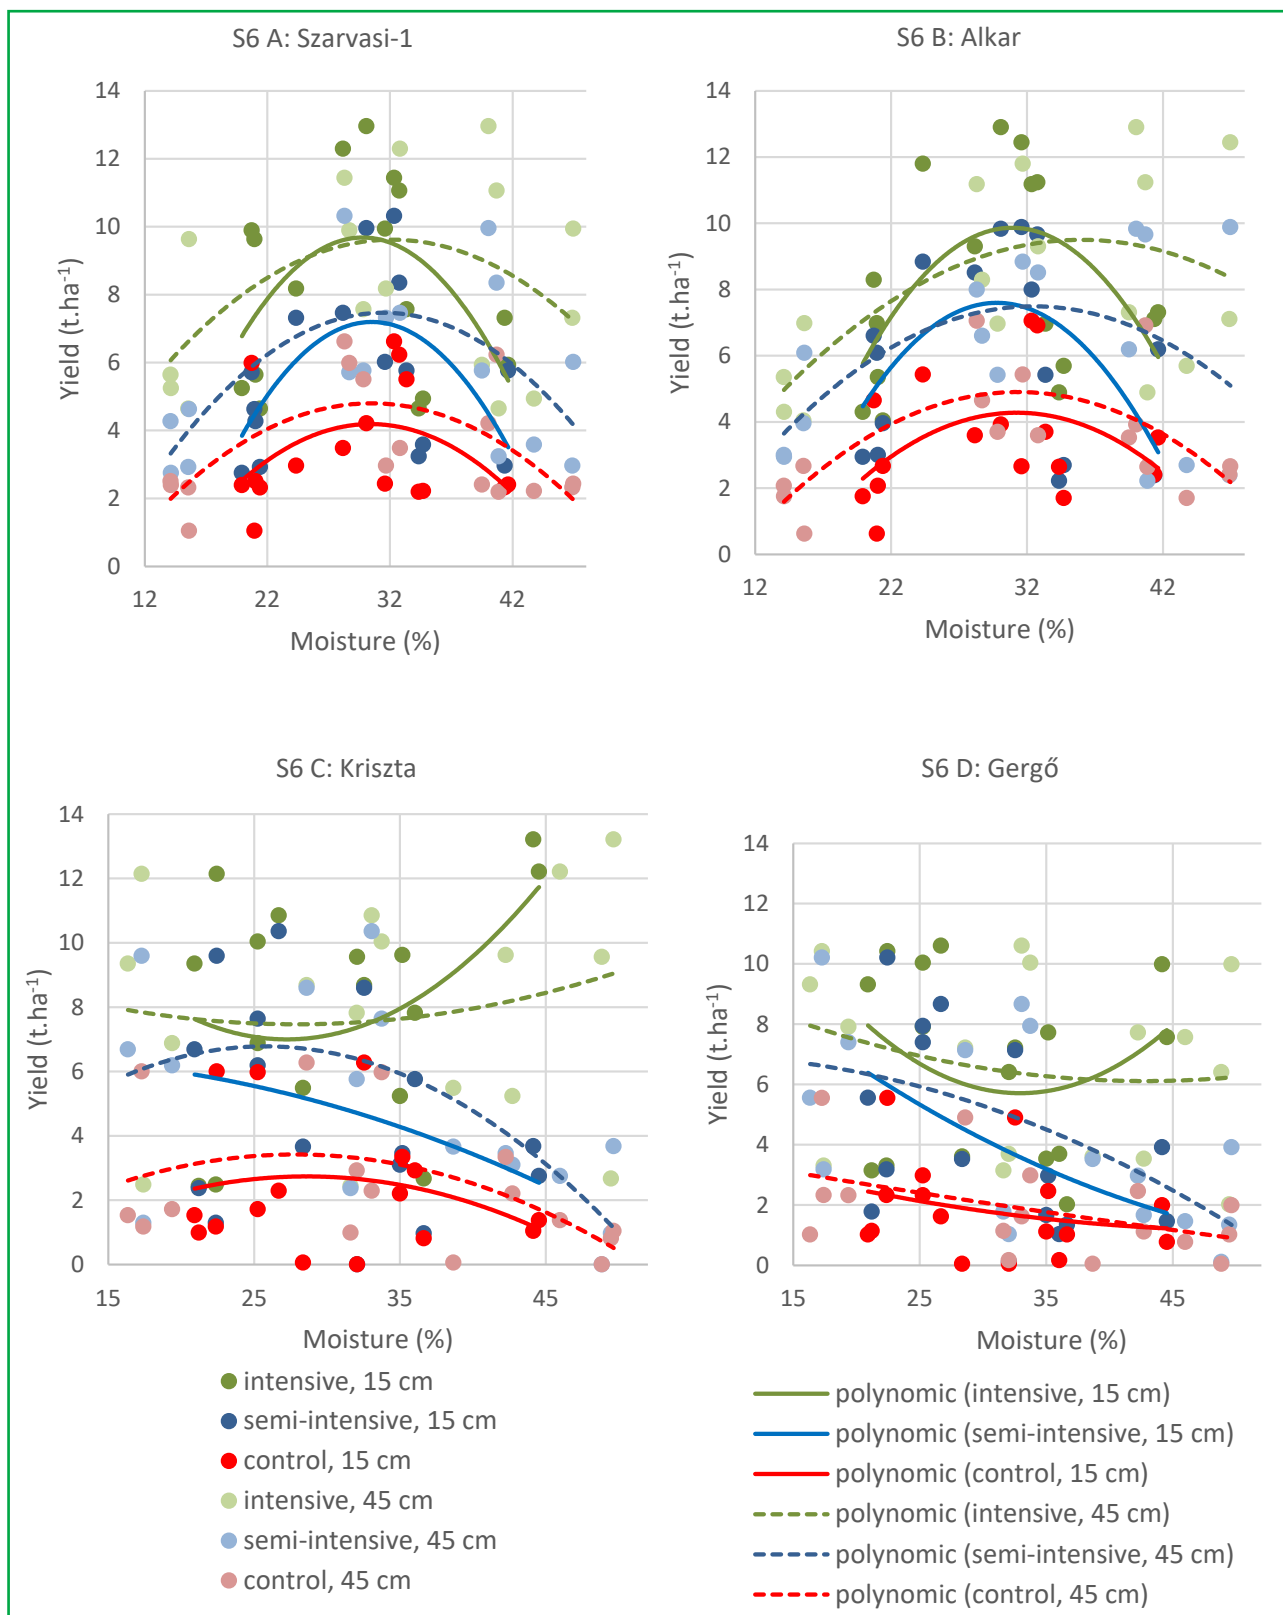 S6 A: Szarvasi-1
14
12
10
8
6
4
2
0
Yield (t.ha-1)
12 22 32 42
Moisture (%)
S6 B: Alkar
14
12
10
8
6
4
2
0
Yield (t.ha-1)
12 22 32 42
Moisture (%)
S6 C: Kriszta
14
12
10
8
6
4
2
0
Yield (t.ha-1)
15 25 35 45
Moisture (%)
S6 D: Gergő
14
12
10
8
6
4
2
0
Yield (t.ha-1)
15 25 35 45
Moisture (%)
intensive, 15 cm
semi-intensive, 15 cm
control, 15 cm
intensive, 45 cm
semi-intensive, 45 cm
control, 45 cm
polynomic (intensive, 15 cm)
polynomic (semi-intensive, 15 cm)
polynomic (control, 15 cm)
polynomic (intensive, 45 cm)
polynomic (semi-intensive, 45 cm)
polynomic (control, 45 cm)